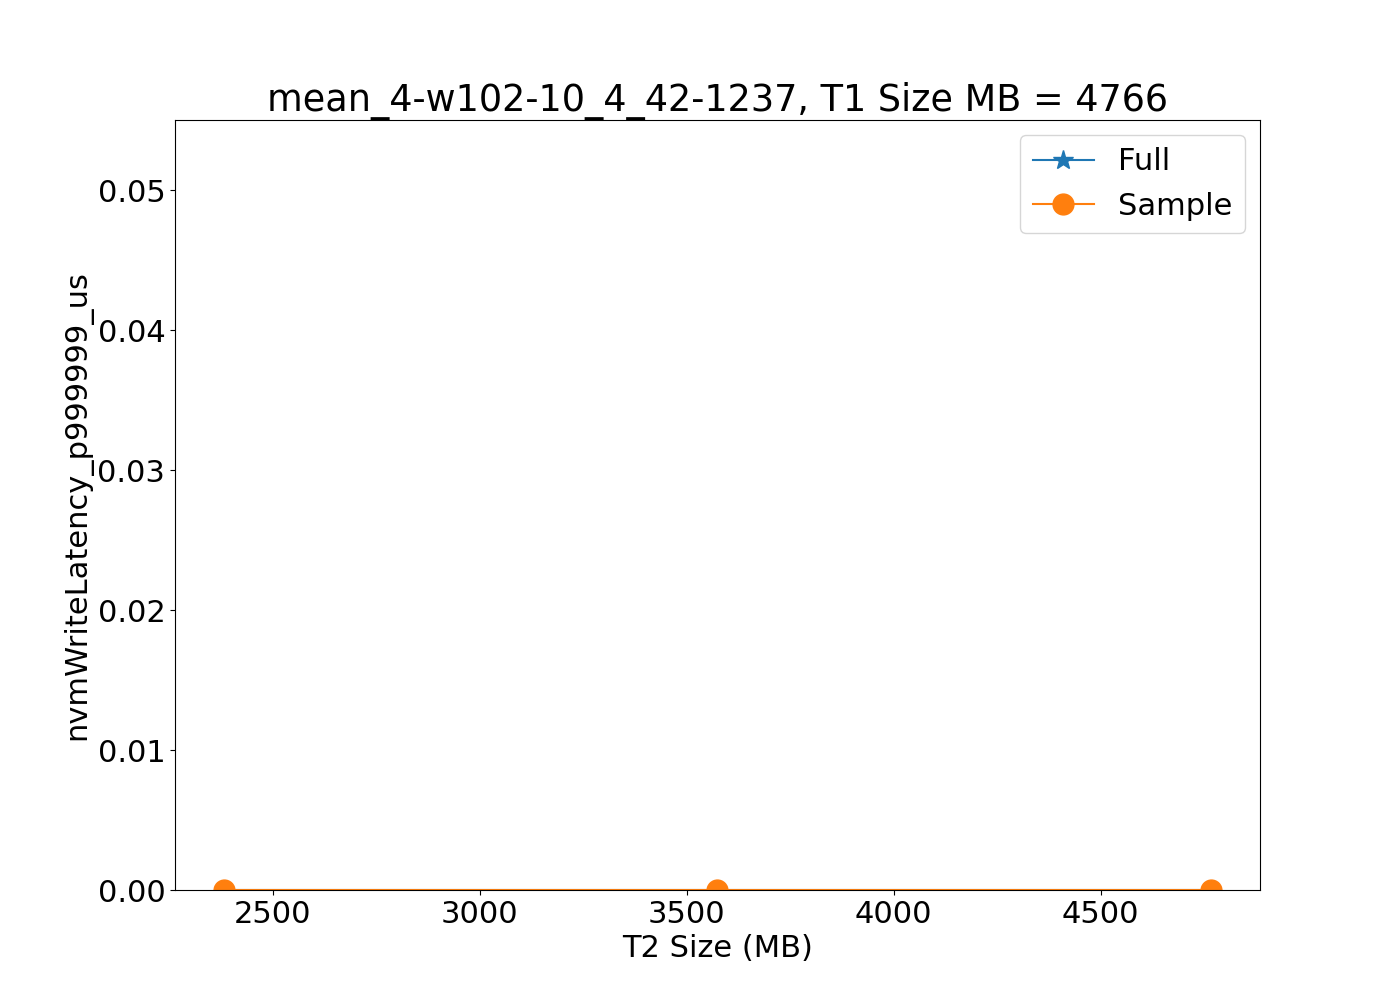 mean_4-w102-10_4_42-1237, T1 Size MB = 4766
Full
Sample
nvmWriteLatency_p999999_us
0.05
0.04
0.03
0.02
0.01
0.00
2500 3000 3500 4000 4500
T2 Size (MB)